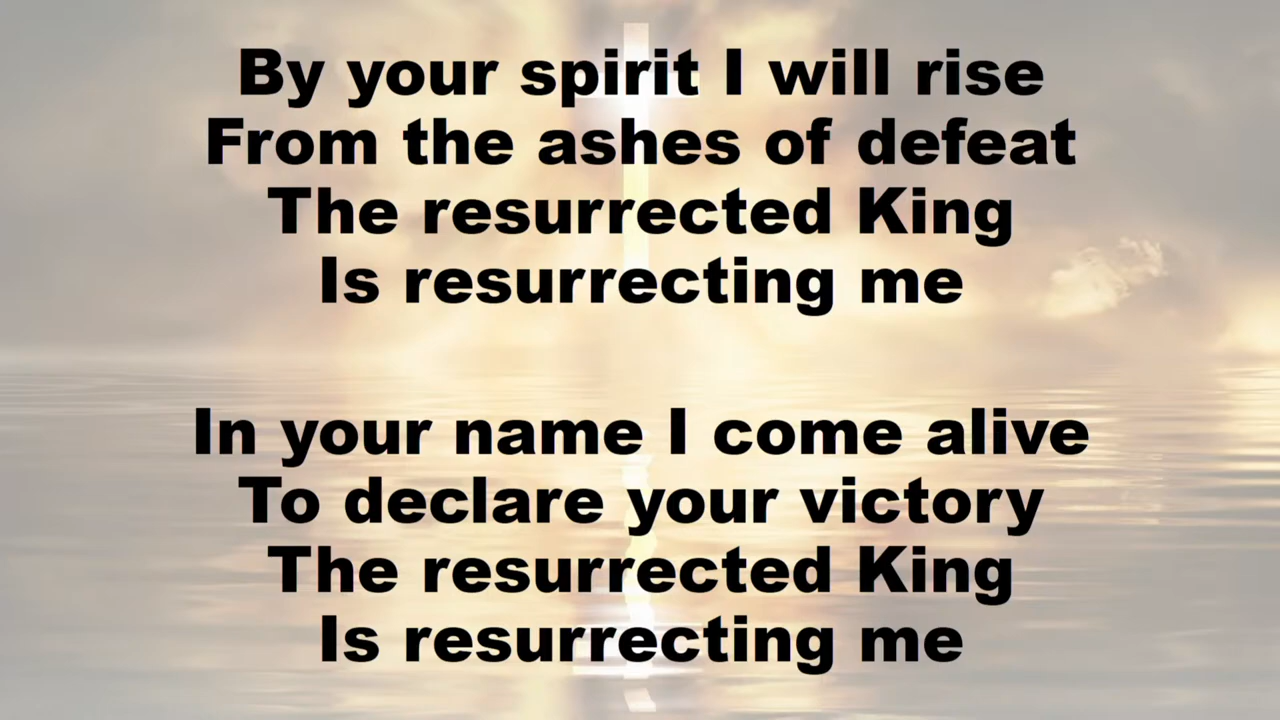 By your spirit I will rise
From the ashes of defeat
The resurrected King
Is resurrecting me
In your name I come alive
To declare your victory
The resurrected King
Is resurrecting me